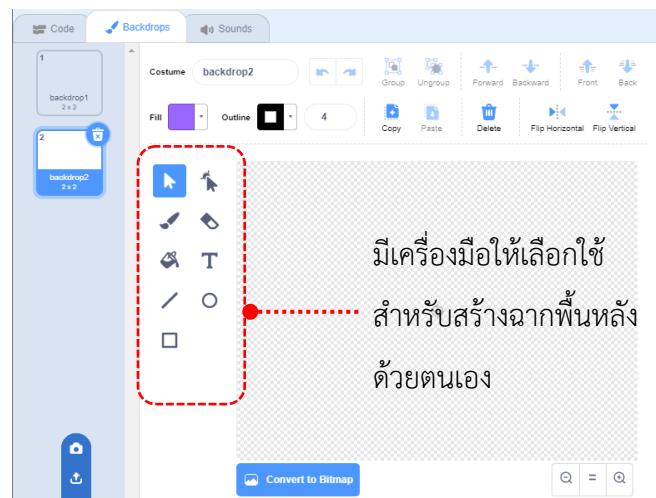 Code
Backdrops
Sounds
1
backdrop1
2 x 2
2
backdrop2
2 x 2
Costume
backdrop2
Group
Ungroup
Forward
Backward
Front
Back
Fill
Outline
4
Copy
Paste
Delete
Flip Horizontal
Flip Vertical
T
มีเครื่องมือให้เลือกใช้
สำหรับสร้างฉากพื้นหลัง
ด้วยตนเอง
Convert to Bitmap